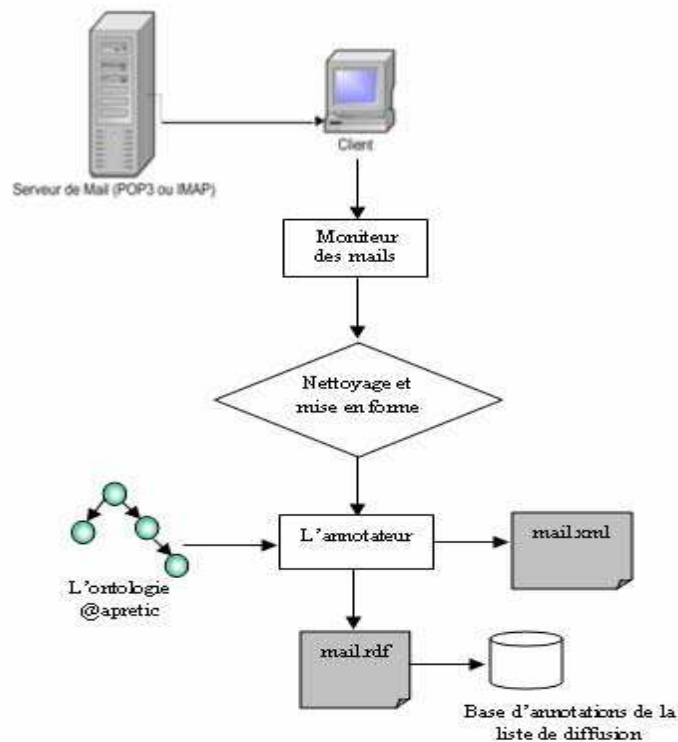 Client
Serveur de Mail (POP3 ou IMAP)
Moniteur
des mails
Nettoyage et
mise en forme
L'annotateur
mail.xml
L'ontologie
@apretic
mail.rdf
Base d'annotations de la
liste de diffusion